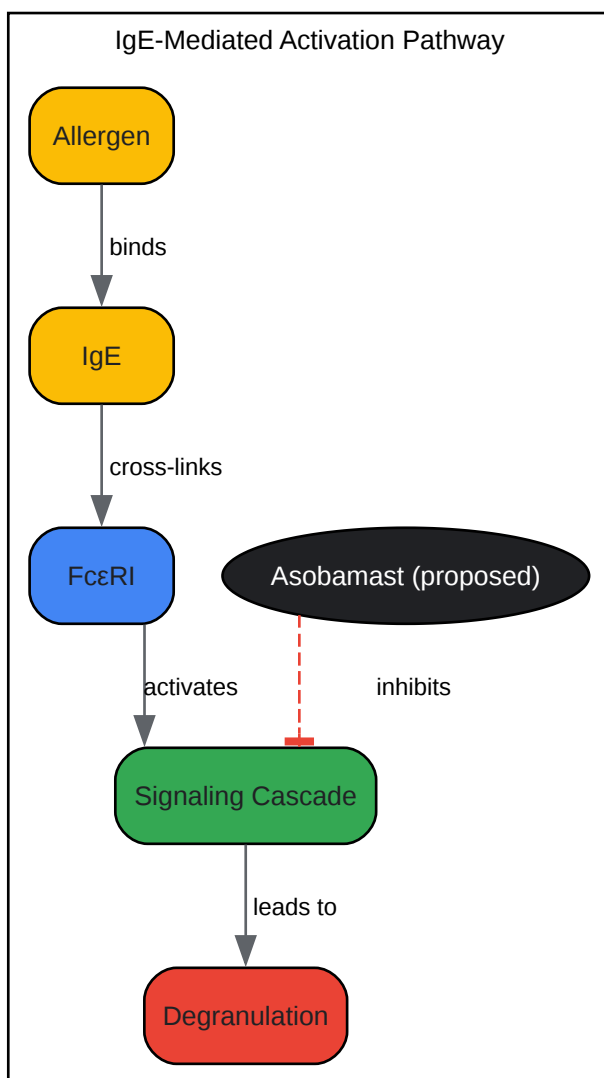 IgE-Mediated Activation Pathway
Allergen
binds
IgE
cross-links
FcεRI
Asobamast (proposed)
activates
inhibits
Signaling Cascade
leads to
Degranulation